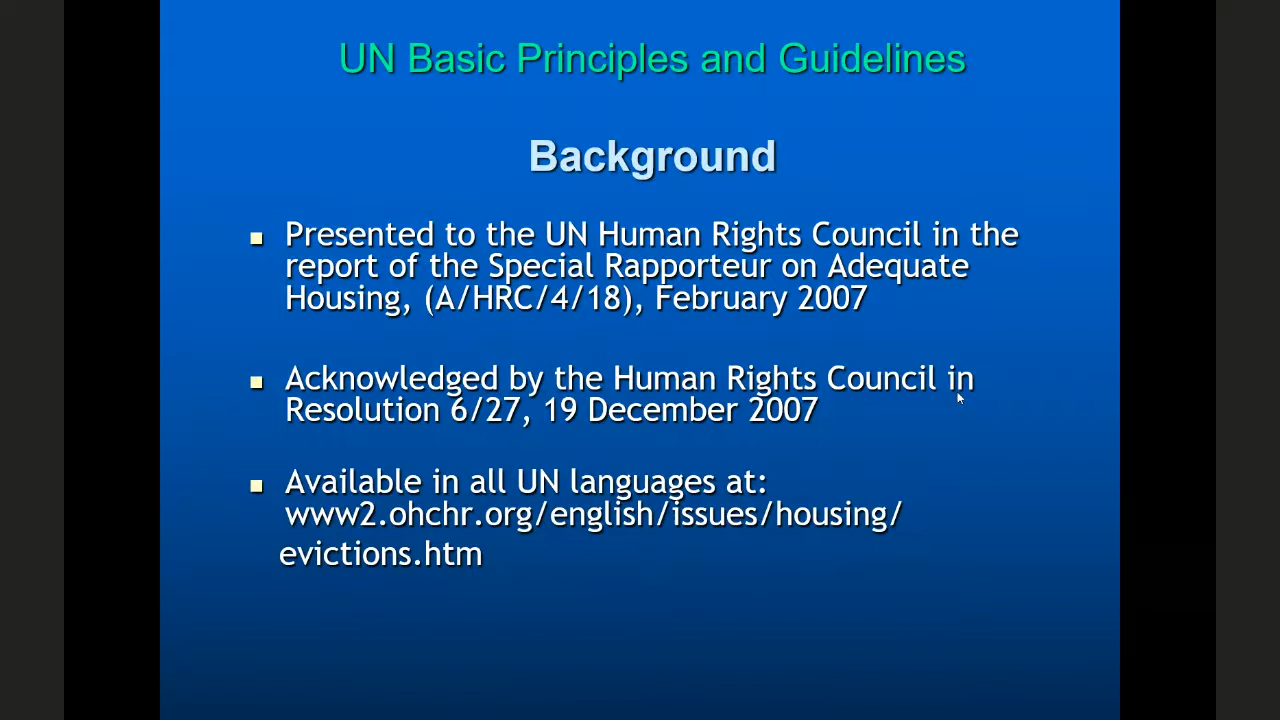 UN Basic Principles and Guidelines
Background
Presented to the UN Human Rights Council in the
report of the Special Rapporteur on Adequate
Housing, (A/HRC/4/18), February 2007
Acknowledged by the Human Rights Council in
Resolution 6/27, 19 December 2007
Available in all UN languages at:
www2.ohchr.org/english/issues/housing/
evictions.htm